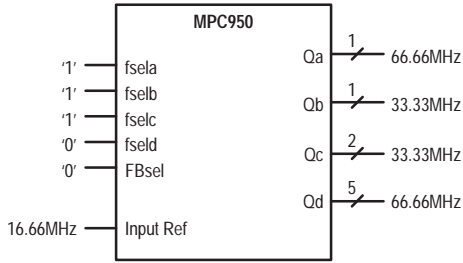 MPC950
'1' fsela
'1' fselb
'1' fselc
'0' fseld
'0' FBsel
16.66MHz Input Ref
Qa 1 66.66MHz
Qb 1 33.33MHz
Qc 2 33.33MHz
Qd 5 66.66MHz